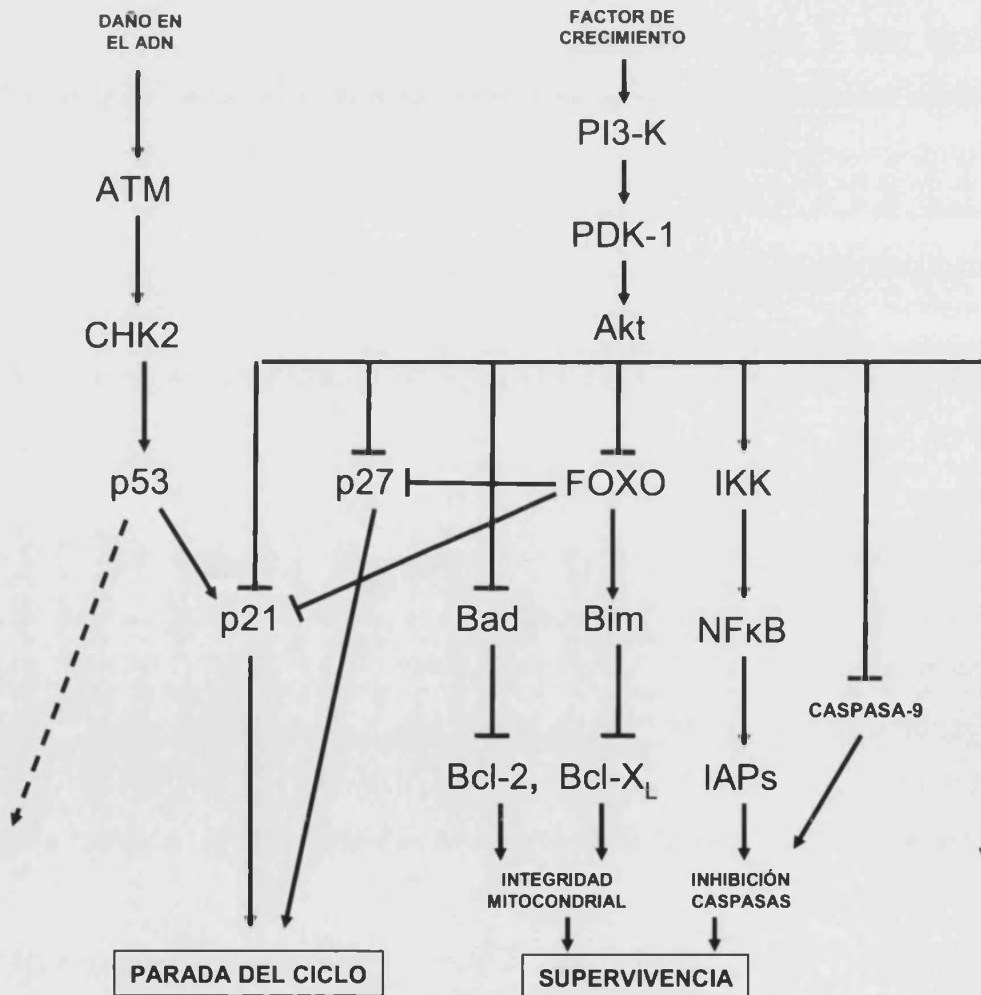 DAÑO EN
EL ADN
FACTOR DE
CRECIMIENTO
PI3-K
ATM
PDK-1
CHK2
Akt
p53
p27
FOXO
IKK
p21
Bad
Bim
NFκB
CASPASA-9
Bcl-2,
Bcl-XL
IAPs
INTEGRIDAD
MITOCONDRIAL
INHIBICIÓN
CASPASAS
PARADA DEL CICLO
SUPERVIVENCIA